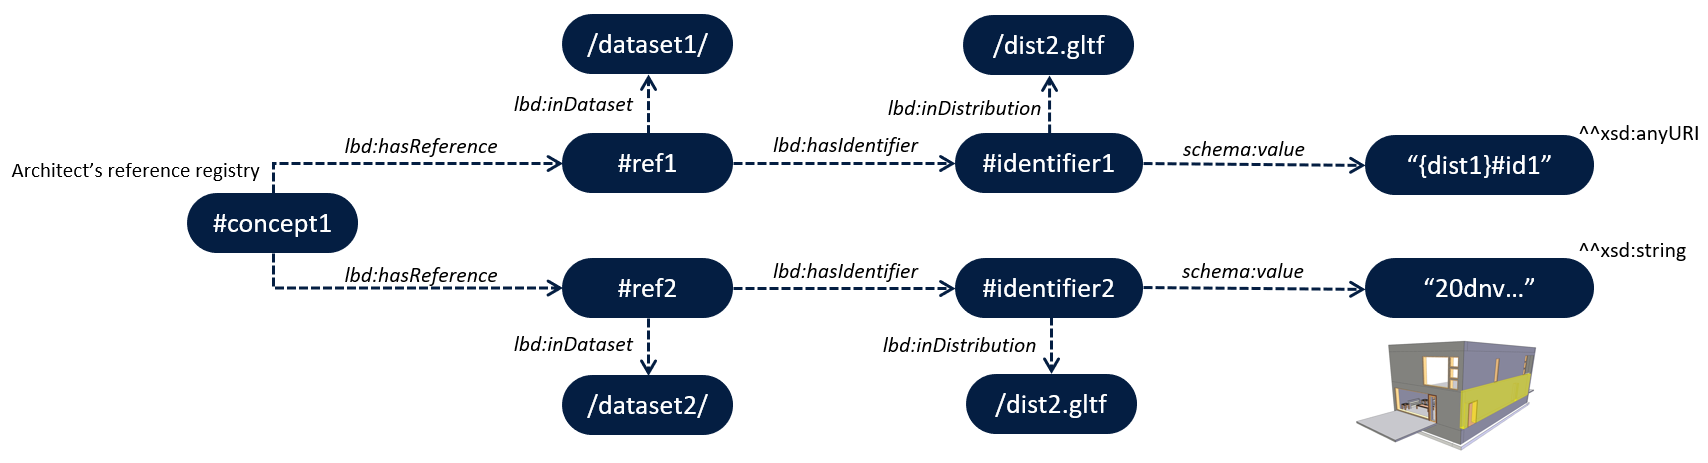 /dataset1/
/dist2.gltf
lbd:inDataset
lbd:inDistribution
^^xsd:anyURI
lbd:hasReference
#ref1
lbd:hasIdentifier
#identifier1
schema:value
“{dist1}#id1”
Architect’s reference registry
#concept1
^^xsd:string
lbd:hasReference
#ref2
lbd:hasIdentifier
#identifier2
schema:value
“20dnv...”
lbd:inDataset
lbd:inDistribution
/dataset2/
/dist2.gltf